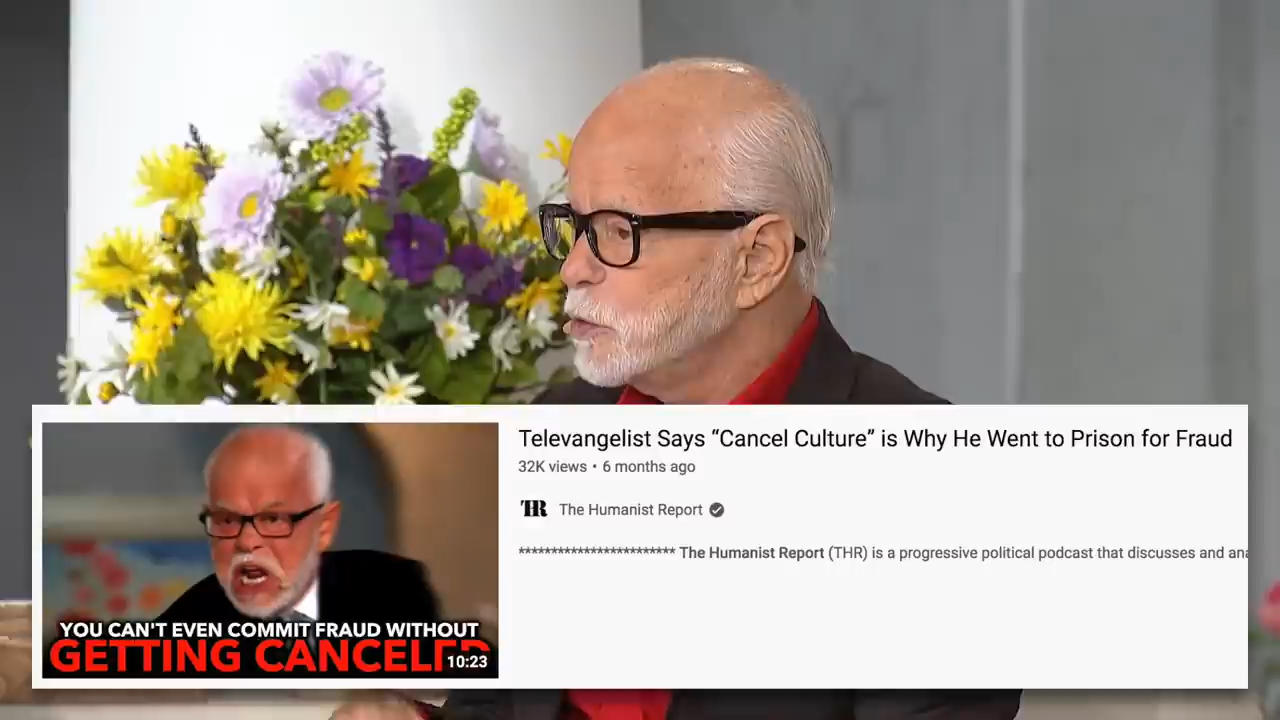 Televangelist Says “Cancel Culture” is Why He Went to Prison for Fraud
32K views • 6 months ago
THR The Humanist Report
************************ The Humanist Report (THR) is a progressive political podcast that discusses and
YOU CAN'T EVEN COMMIT FRAUD WITHOUT
GETTING
10:23